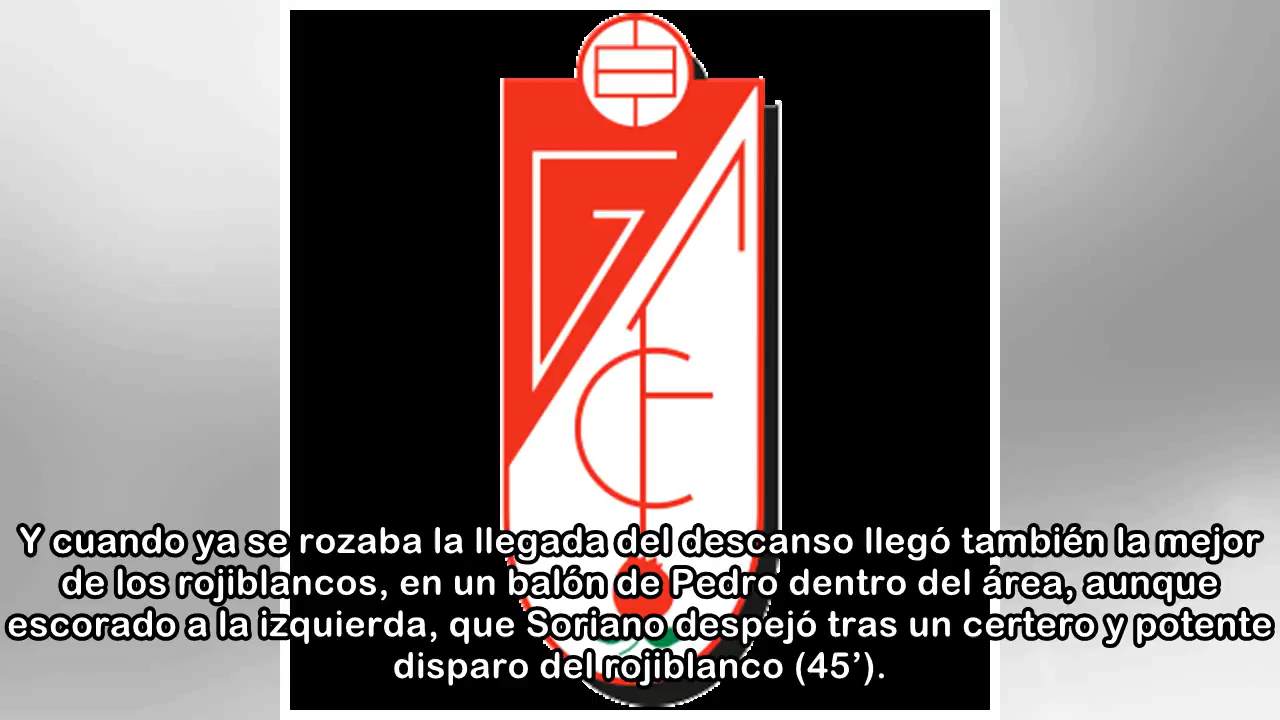 Y cuando ya se rozaba la llegada del descanso llegó también la mejor
de los rojiblancos, en un balón de Pedro dentro del área, aunque
escorado a la izquierda, que Soriano despejó tras un certero y potente
disparo del rojiblanco (45’).